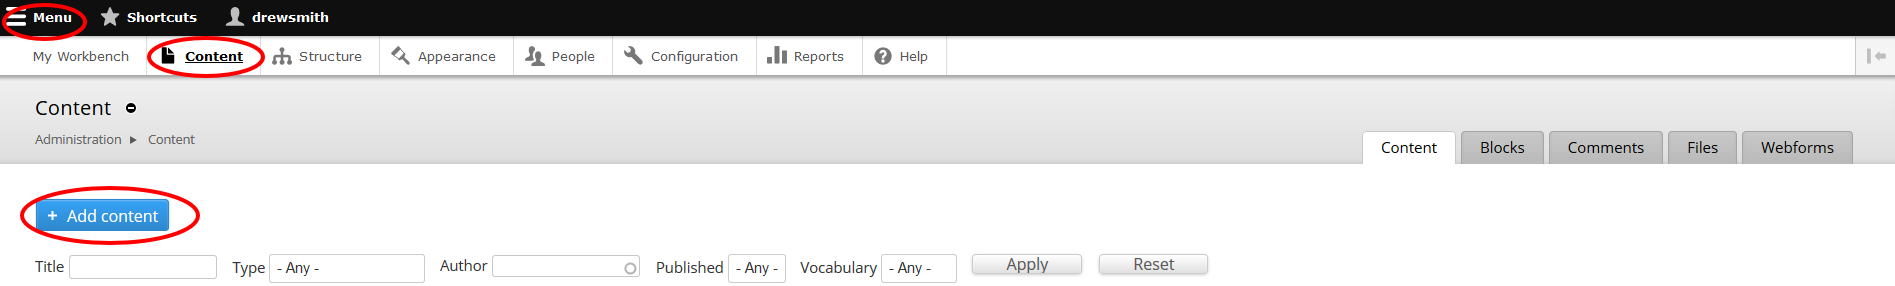 Menu Shortcuts drewsmith
My Workbench Content Structure Appearance People Configuration Reports Help
Content
Administration Content
Content Blocks Comments Files Webforms
+ Add content
Title Type - Any - Author Published - Any - Vocabulary - Any - Apply Reset